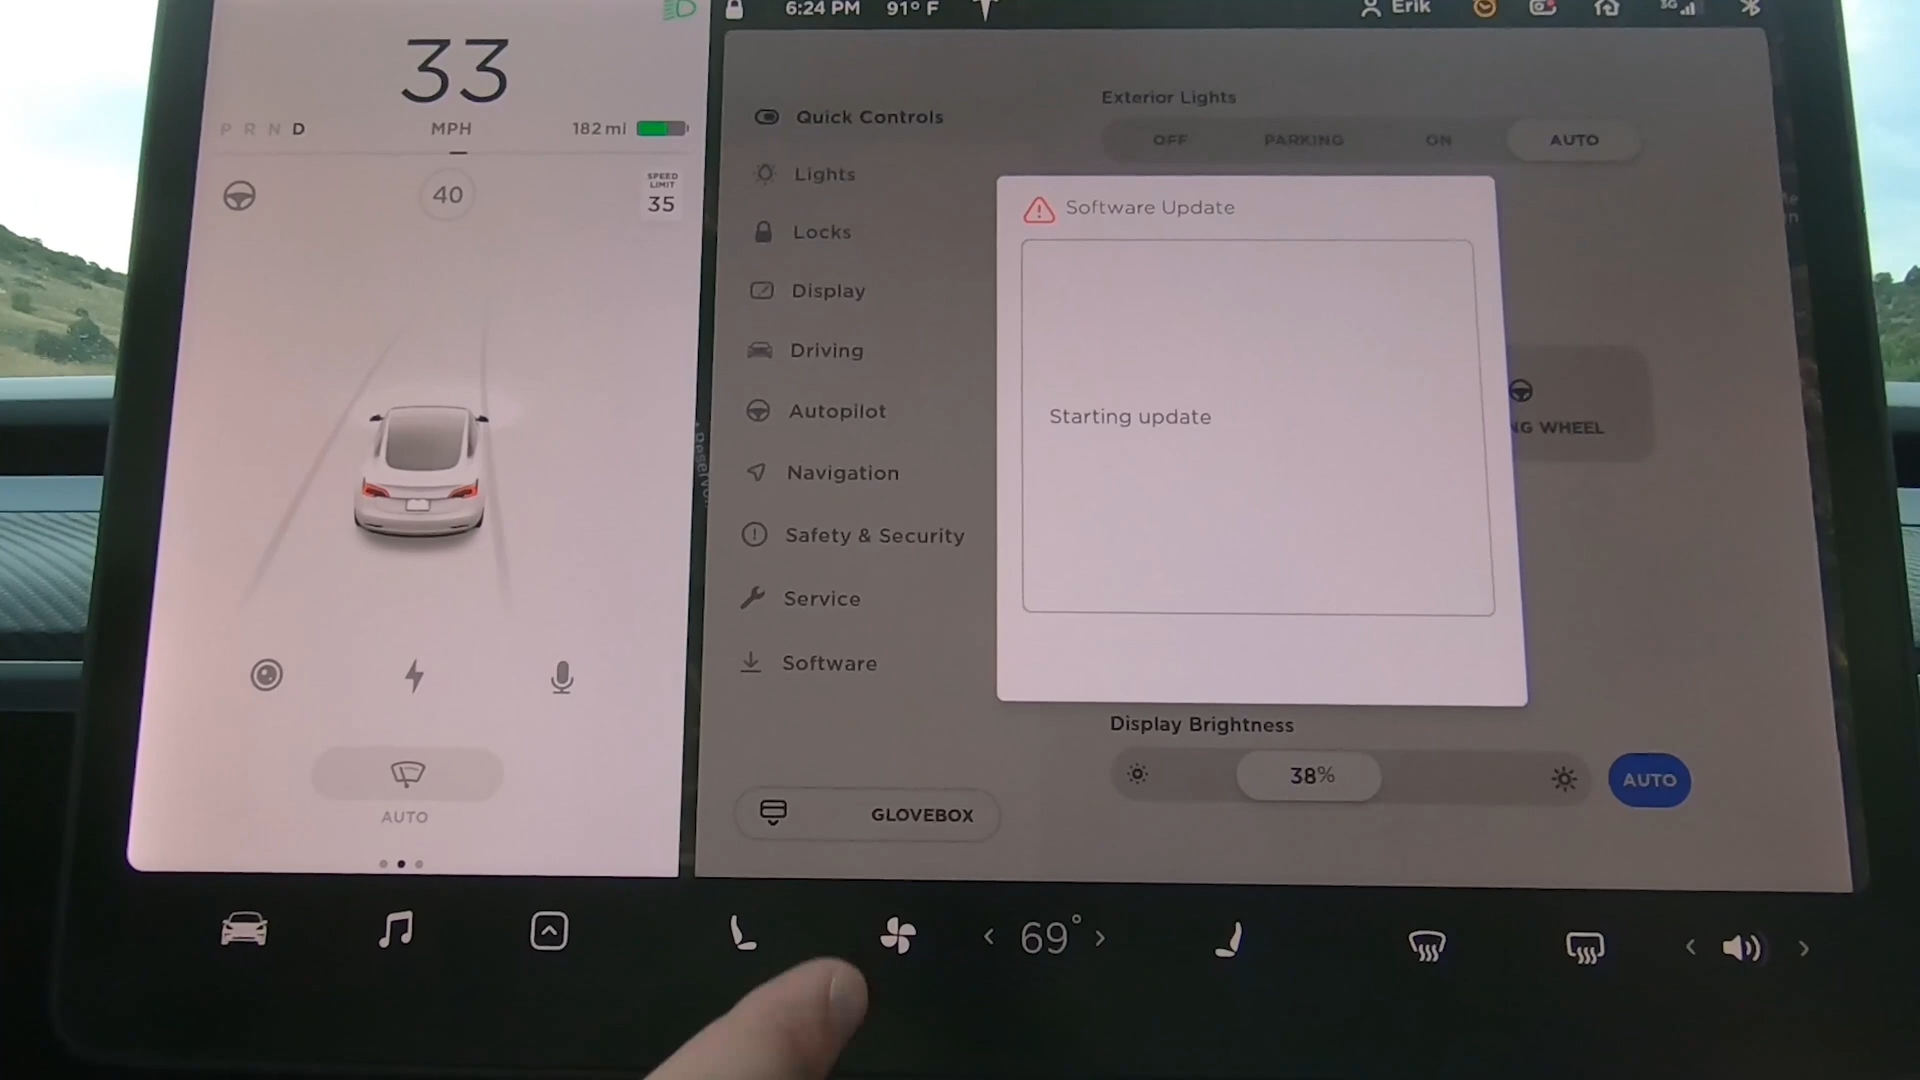 6:24 PM 91° F Erik 3G
33
P R N D MPH 182 mi
40
SPEED
LIMIT
35
Quick Controls
Lights
Locks
Display
Driving
Autopilot
Navigation
Safety & Security
Service
Software
GLOVEBOX
Exterior Lights
OFF PARKING ON AUTO
Software Update
Starting update
NG WHEEL
Display Brightness
38% AUTO
AUTO
69°